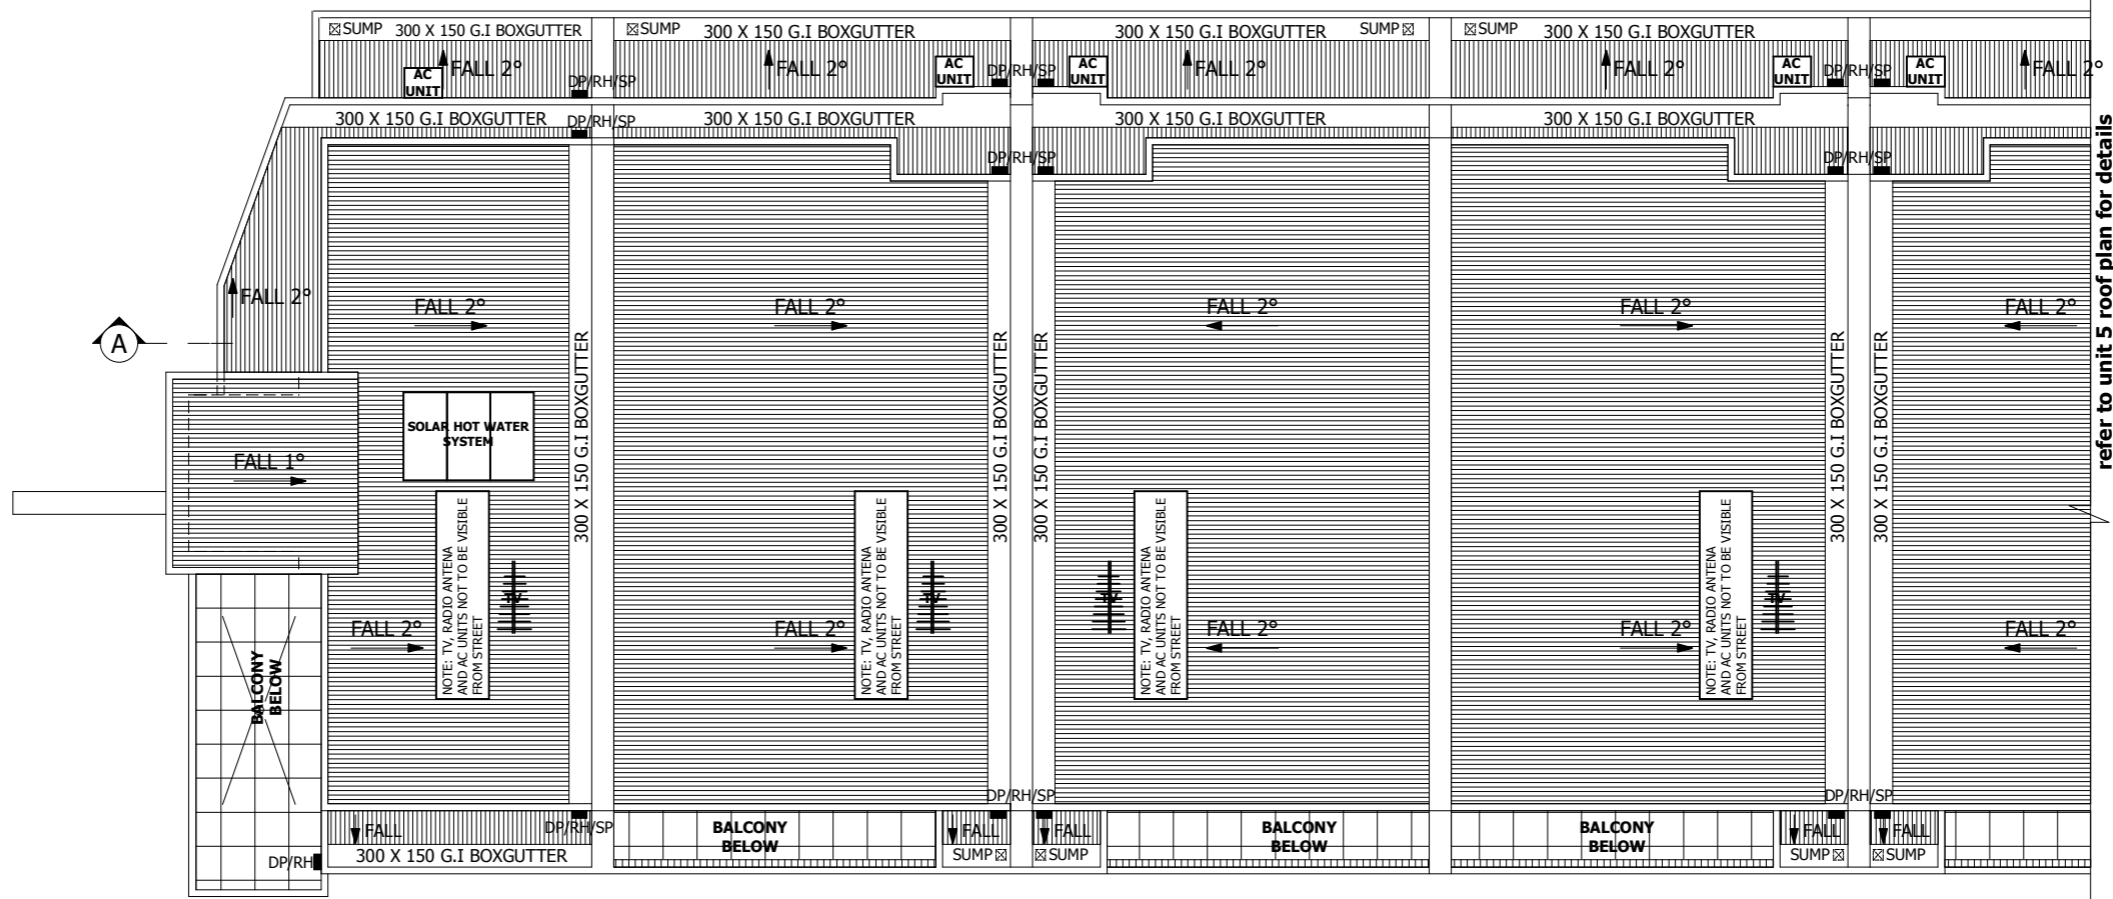 SUMP
300 X 150 G.I BOXGUTTER
SUMP
300 X 150 G.I BOXGUTTER
300 X 150 G.I BOXGUTTER
SUMP
SUMP
300 X 150 G.I BOXGUTTER
AC
UNIT
FALL 2°
DP/RH/SP
FALL 2°
AC
UNIT
DP/RH/SP
AC
UNIT
FALL 2°
FALL 2°
AC
UNIT
DP/RH/SP
AC
UNIT
FALL 2°
300 X 150 G.I BOXGUTTER
DP/RH/SP
300 X 150 G.I BOXGUTTER
300 X 150 G.I BOXGUTTER
300 X 150 G.I BOXGUTTER
DP/RH/SP
DP/RH/SP
refer to unit 5 roof plan for details
FALL 2°
FALL 2°
FALL 2°
FALL 2°
FALL 2°
FALL 2°
A
300 X 150 G.I BOXGUTTER
300 X 150 G.I BOXGUTTER
300 X 150 G.I BOXGUTTER
300 X 150 G.I BOXGUTTER
300 X 150 G.I BOXGUTTER
SOLAR HOT WATER
SYSTEM
FALL 1°
NOTE: TV, RADIO ANTENA
AND AC UNITS NOT TO BE VISIBLE
FROM STREET
TV
NOTE: TV, RADIO ANTENA
AND AC UNITS NOT TO BE VISIBLE
FROM STREET
TV
TV
NOTE: TV, RADIO ANTENA
AND AC UNITS NOT TO BE VISIBLE
FROM STREET
NOTE: TV, RADIO ANTENA
AND AC UNITS NOT TO BE VISIBLE
FROM STREET
TV
FALL 2°
FALL 2°
FALL 2°
FALL 2°
FALL 2°
BALCONY
BELOW
DP/RH/SP
DP/RH/SP
FALL
DP/RH/SP
BALCONY
BELOW
FALL
FALL
BALCONY
BELOW
BALCONY
BELOW
FALL
FALL
DP/RH
300 X 150 G.I BOXGUTTER
SUMP
SUMP
SUMP
SUMP